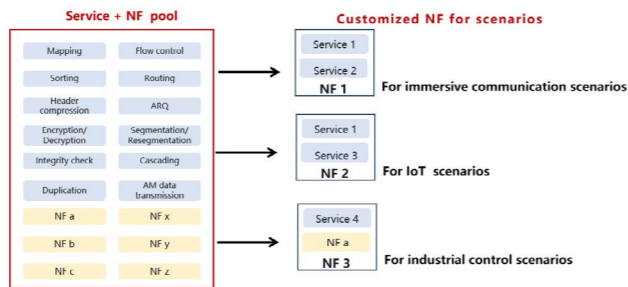 Service + NF pool
Mapping
Flow control
Sorting
Routing
Header
compression
ARQ
Encryption/
Decryption
Segmentation/
Resegmentation
Integrity check
Cascading
Duplication
AM data
transmission
NF a
NF x
NF b
NF y
NF c
NF z
Customized NF for scenarios
Service 1
Service 2
NF 1
For immersive communication scenarios
Service 1
Service 3
NF 2
For IoT scenarios
Service 4
NF a
NF 3
For industrial control scenarios